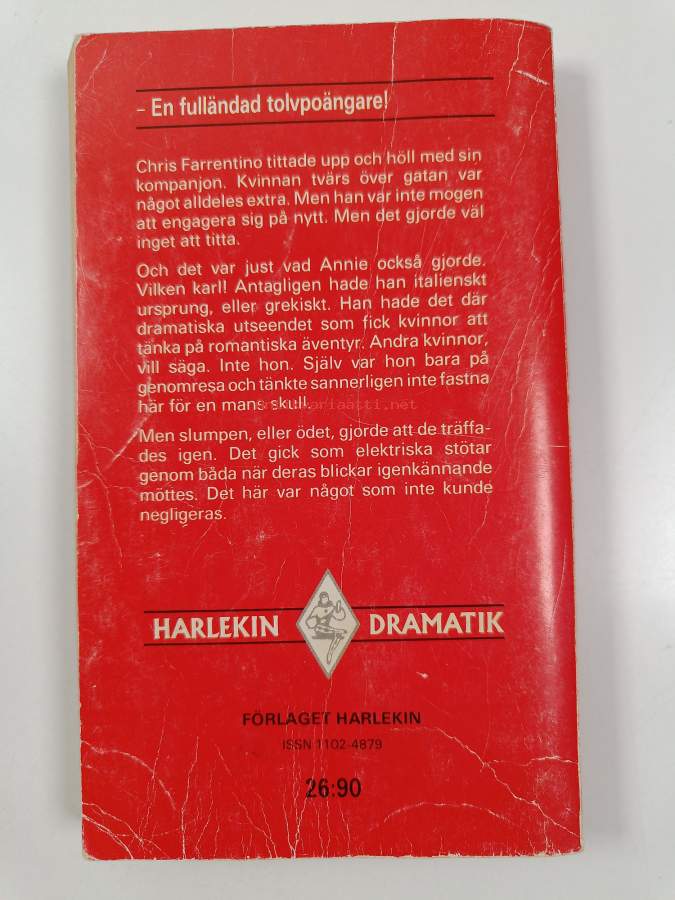 – En fulländad tolvpoängare!
Chris Farrentino tittade upp och höll med sin
kompanjon. Kvinnan tvärs över gatan var
något alldeles extra. Men han var inte mogen
att engagera sig på nytt. Men det gjorde väl
inget att titta.
Och det var just vad Annie också gjorde.
Vilken karl! Antagligen hade han italienskt
ursprung, eller grekiskt. Han hade det där
dramatiska utseendet som fick kvinnor att
tänka på romantiska äventyr. Andra kvinnor,
vill säga. Inte hon. Själv var hon bara på
genomresa och tänkte sannerligen inte fastna
här för en mans skull.
Men slumpen, eller ödet, gjorde att de träffa-
des igen. Det gick som elektriska stötar
genom båda när deras blickar igenkännande
möttes. Det här var något som inte kunde
negligeras.
HARLEKIN DRAMATIK
FÖRLAGET HARLEKIN
ISSN 1102-4879
26:90